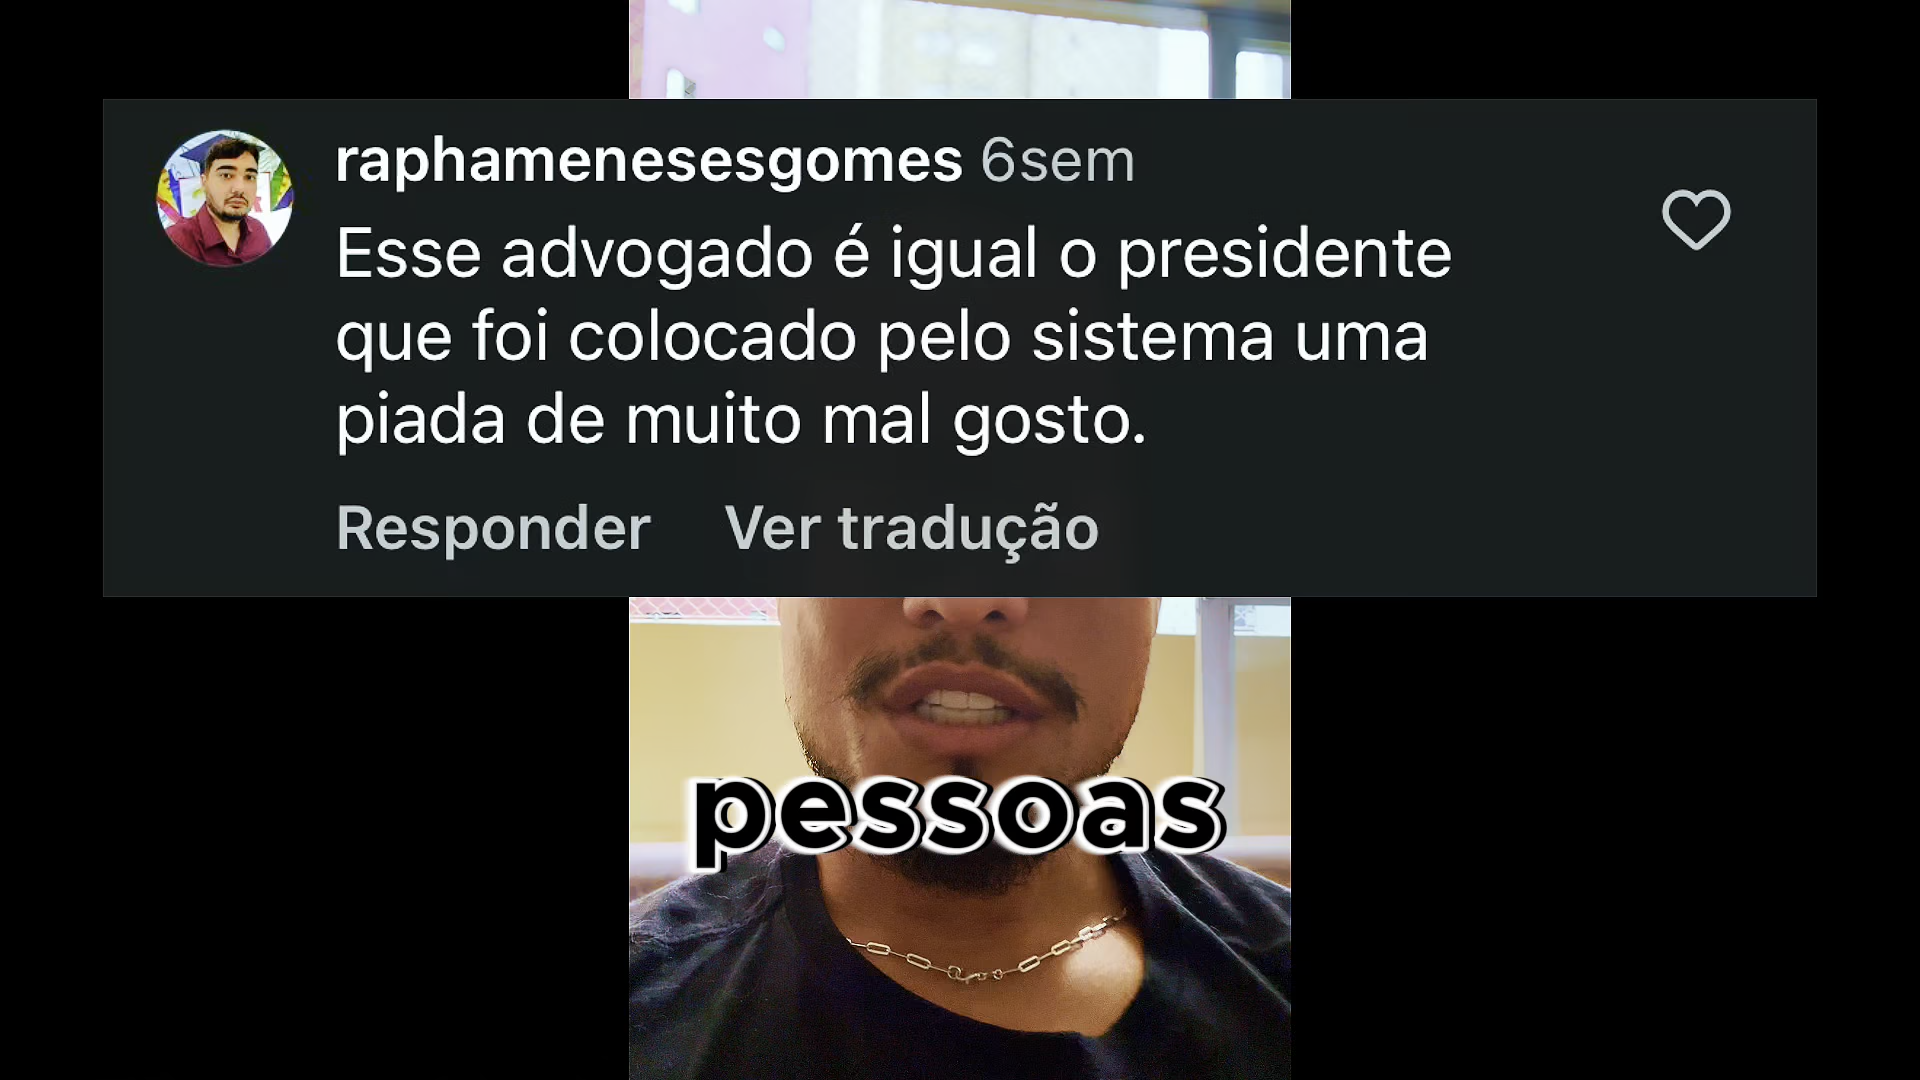 raphamenesesgomes 6sem
Esse advogado é igual o presidente
que foi colocado pelo sistema uma
piada de muito mal gosto.
Responder Ver tradução
pessoas